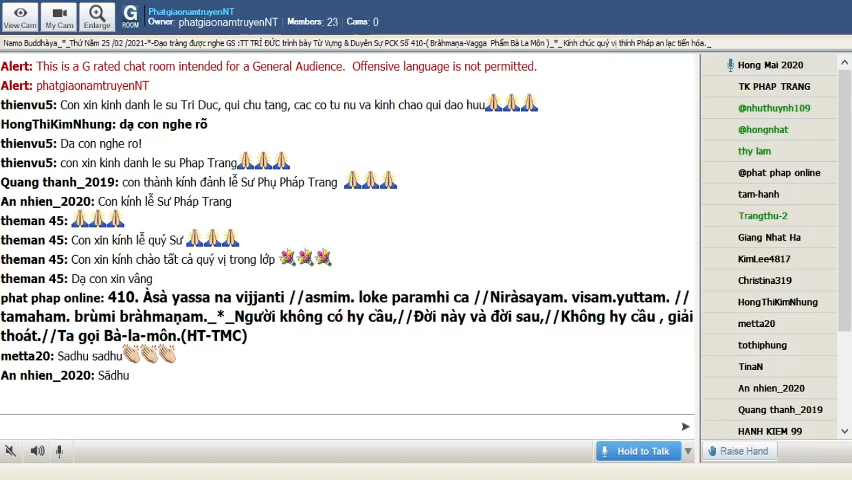 View Cam
My Cam
Enlarge
G
ROOM
PhatgiaonamtruyenNT
Owner: phatgiaonamtruyenNT Members: 23 Cams: 0
Namo Buddhàya_*_Thứ Năm 25 /02 /2021-*-Đạo tràng được nghe GS :TT TRÍ ĐỨC trình bày Từ Vựng & Duyên Sự PCK Số 410-( Bràhmaṇa-Vagga Phẩm Bà La Môn )_*_Kính chúc quý vị thính Pháp an lạc tiến hóa._
Alert: This is a G rated chat room intended for a General Audience. Offensive language is not permitted.
Alert: phatgiaonamtruyenNT
thienvu5: Con xin kinh danh le su Tri Duc, qui chu tang, cac co tu nu va kinh chao qui dao huu
HongThiKimNhung: dạ con nghe rõ
thienvu5: Da con nghe ro!
thienvu5: con xin kinh danh le su Phap Trang
Quang thanh_2019: con thành kính đảnh lễ Sư Phụ Pháp Trang
An nhien_2020: Con kính lễ Sư Pháp Trang
theman 45:
theman 45: Con xin kính lễ quý Sư
theman 45: Con xin kính chào tất cả quý vị trong lớp
theman 45: Dạ con xin vâng
phat phap online: 410. Àsà yassa na vijjanti //asmim. loke paramhi ca //Niràsayam. visam.yuttam. //
tamaham. brùmi bràhmaṇam._*_Người không có hy cầu,//Đời này và đời sau,//Không hy cầu , giải
thoát.//Ta gọi Bà-la-môn.(HT-TMC)
metta20: Sadhu sadhu
An nhien_2020: Sādhu
Hold to Talk
Raise Hand
Hong Mai 2020
TK PHAP TRANG
@nhuthuynh109
@hongnhat
thy lam
@phat phap online
tam-hanh
Trangthu-2
Giang Nhat Ha
KimLee4817
Christina319
HongThiKimNhung
metta20
tothiphung
TinaN
An nhien_2020
Quang thanh_2019
HANH KIEM 99